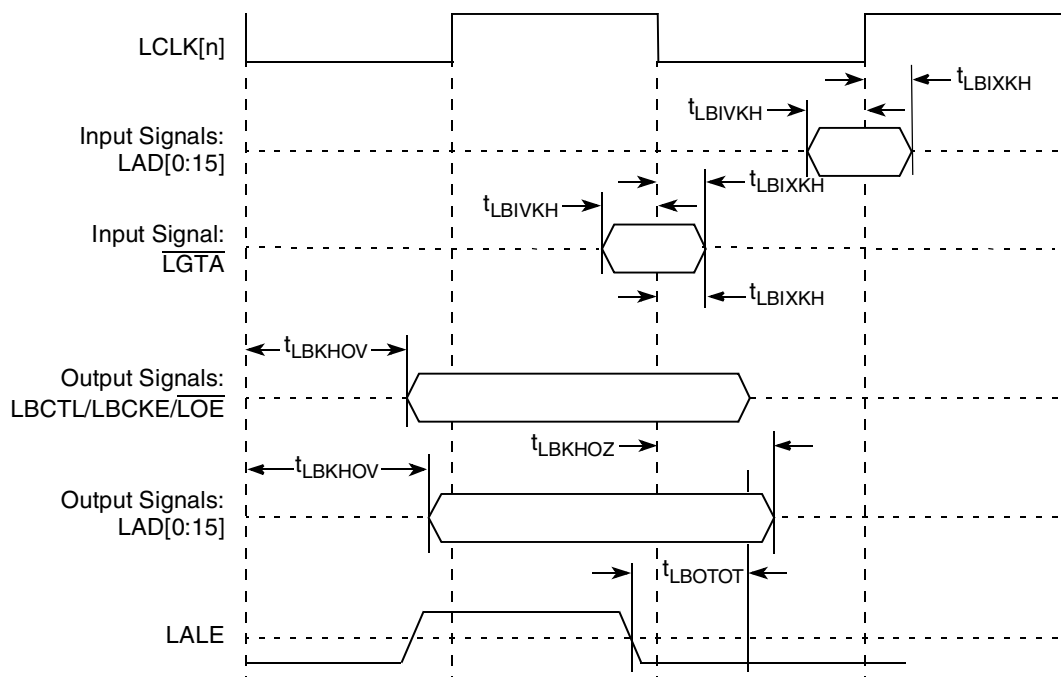 LCLK[n]
tLBIXKH
tLBIVKH
Input Signals:
LAD[0:15]
tLBIXKH
tLBIVKH
Input Signal:
LGTA
tLBIXKH
tLBKHOV
Output Signals:
LBCTL/LBCKE/LOE
tLBKHOZ
tLBKHOV
Output Signals:
LAD[0:15]
tLBOTOT
LALE